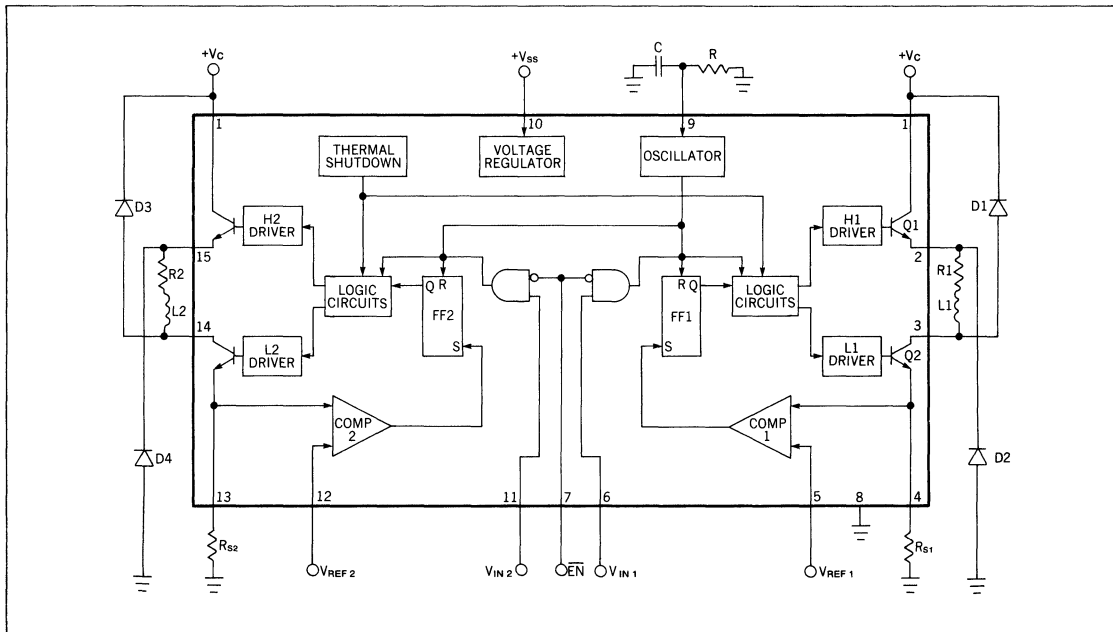 +VC
+VSS
C
R
+VC
1
10
9
1
THERMAL
SHUTDOWN
VOLTAGE
REGULATOR
OSCILLATOR
D3
D1
H2
DRIVER
H1
DRIVER
Q1
15
2
R2
L2
R1
L1
LOGIC
CIRCUITS
Q
R
FF2
S
R
Q
FF1
S
LOGIC
CIRCUITS
14
3
L2
DRIVER
L1
DRIVER
Q2
COMP
2
COMP
1
D4
D2
13
12
11
7
6
5
8
4
RS2
RS1
VREF 2
VIN 2
EN
VIN 1
VREF 1